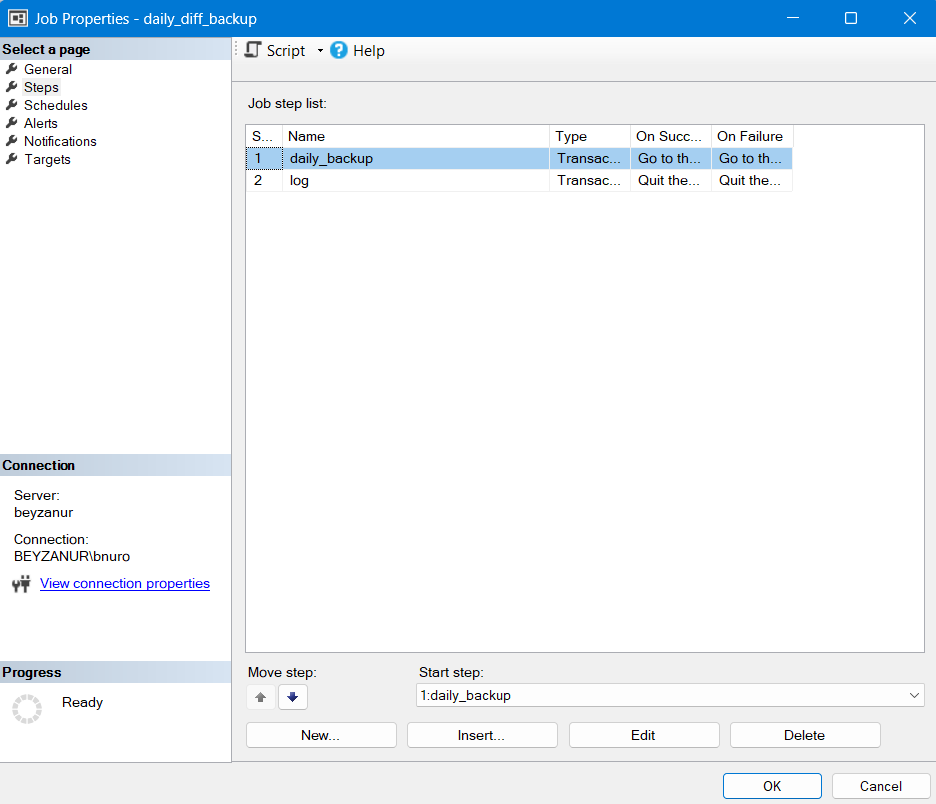 Job Properties - daily_diff_backup
Select a page
General
Steps
Schedules
Alerts
Notifications
Targets
Script
Help
Job step list:
S... Name Type On Succ... On Failure
1 daily_backup Transac... Go to th... Go to th...
2 log Transac... Quit the... Quit the...
Connection
Server:
beyzanur
Connection:
BEYZANUR\bnuro
View connection properties
Progress
Ready
Move step:
Start step:
1:daily_backup
New...
Insert...
Edit
Delete
OK
Cancel